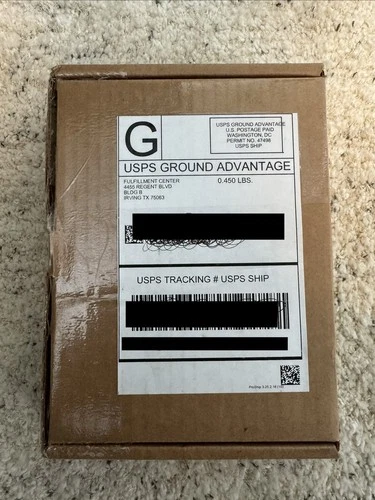 G
USPS GROUND ADVANTAGE
U.S. POSTAGE PAID
WASHINGTON, DC
PERMIT NO. 47498
USPS SHIP
USPS GROUND ADVANTAGE
FULFILLMENT CENTER
0.450 LBS.
4455 REGENT BLVD
BLDG B
IRVING TX 75063
USPS TRACKING # USPS SHIP